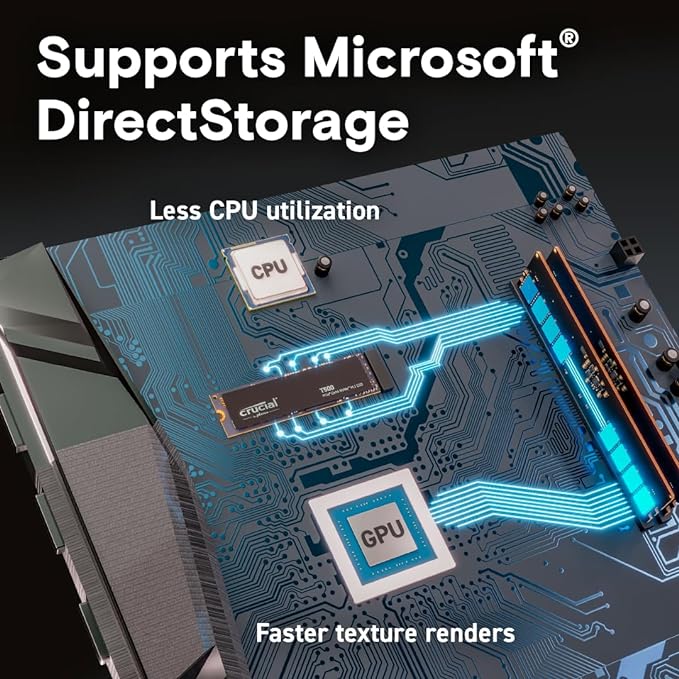 Supports Microsoft®
DirectStorage
Less CPU utilization
CPU
T500
crucial
GPU
Faster texture renders